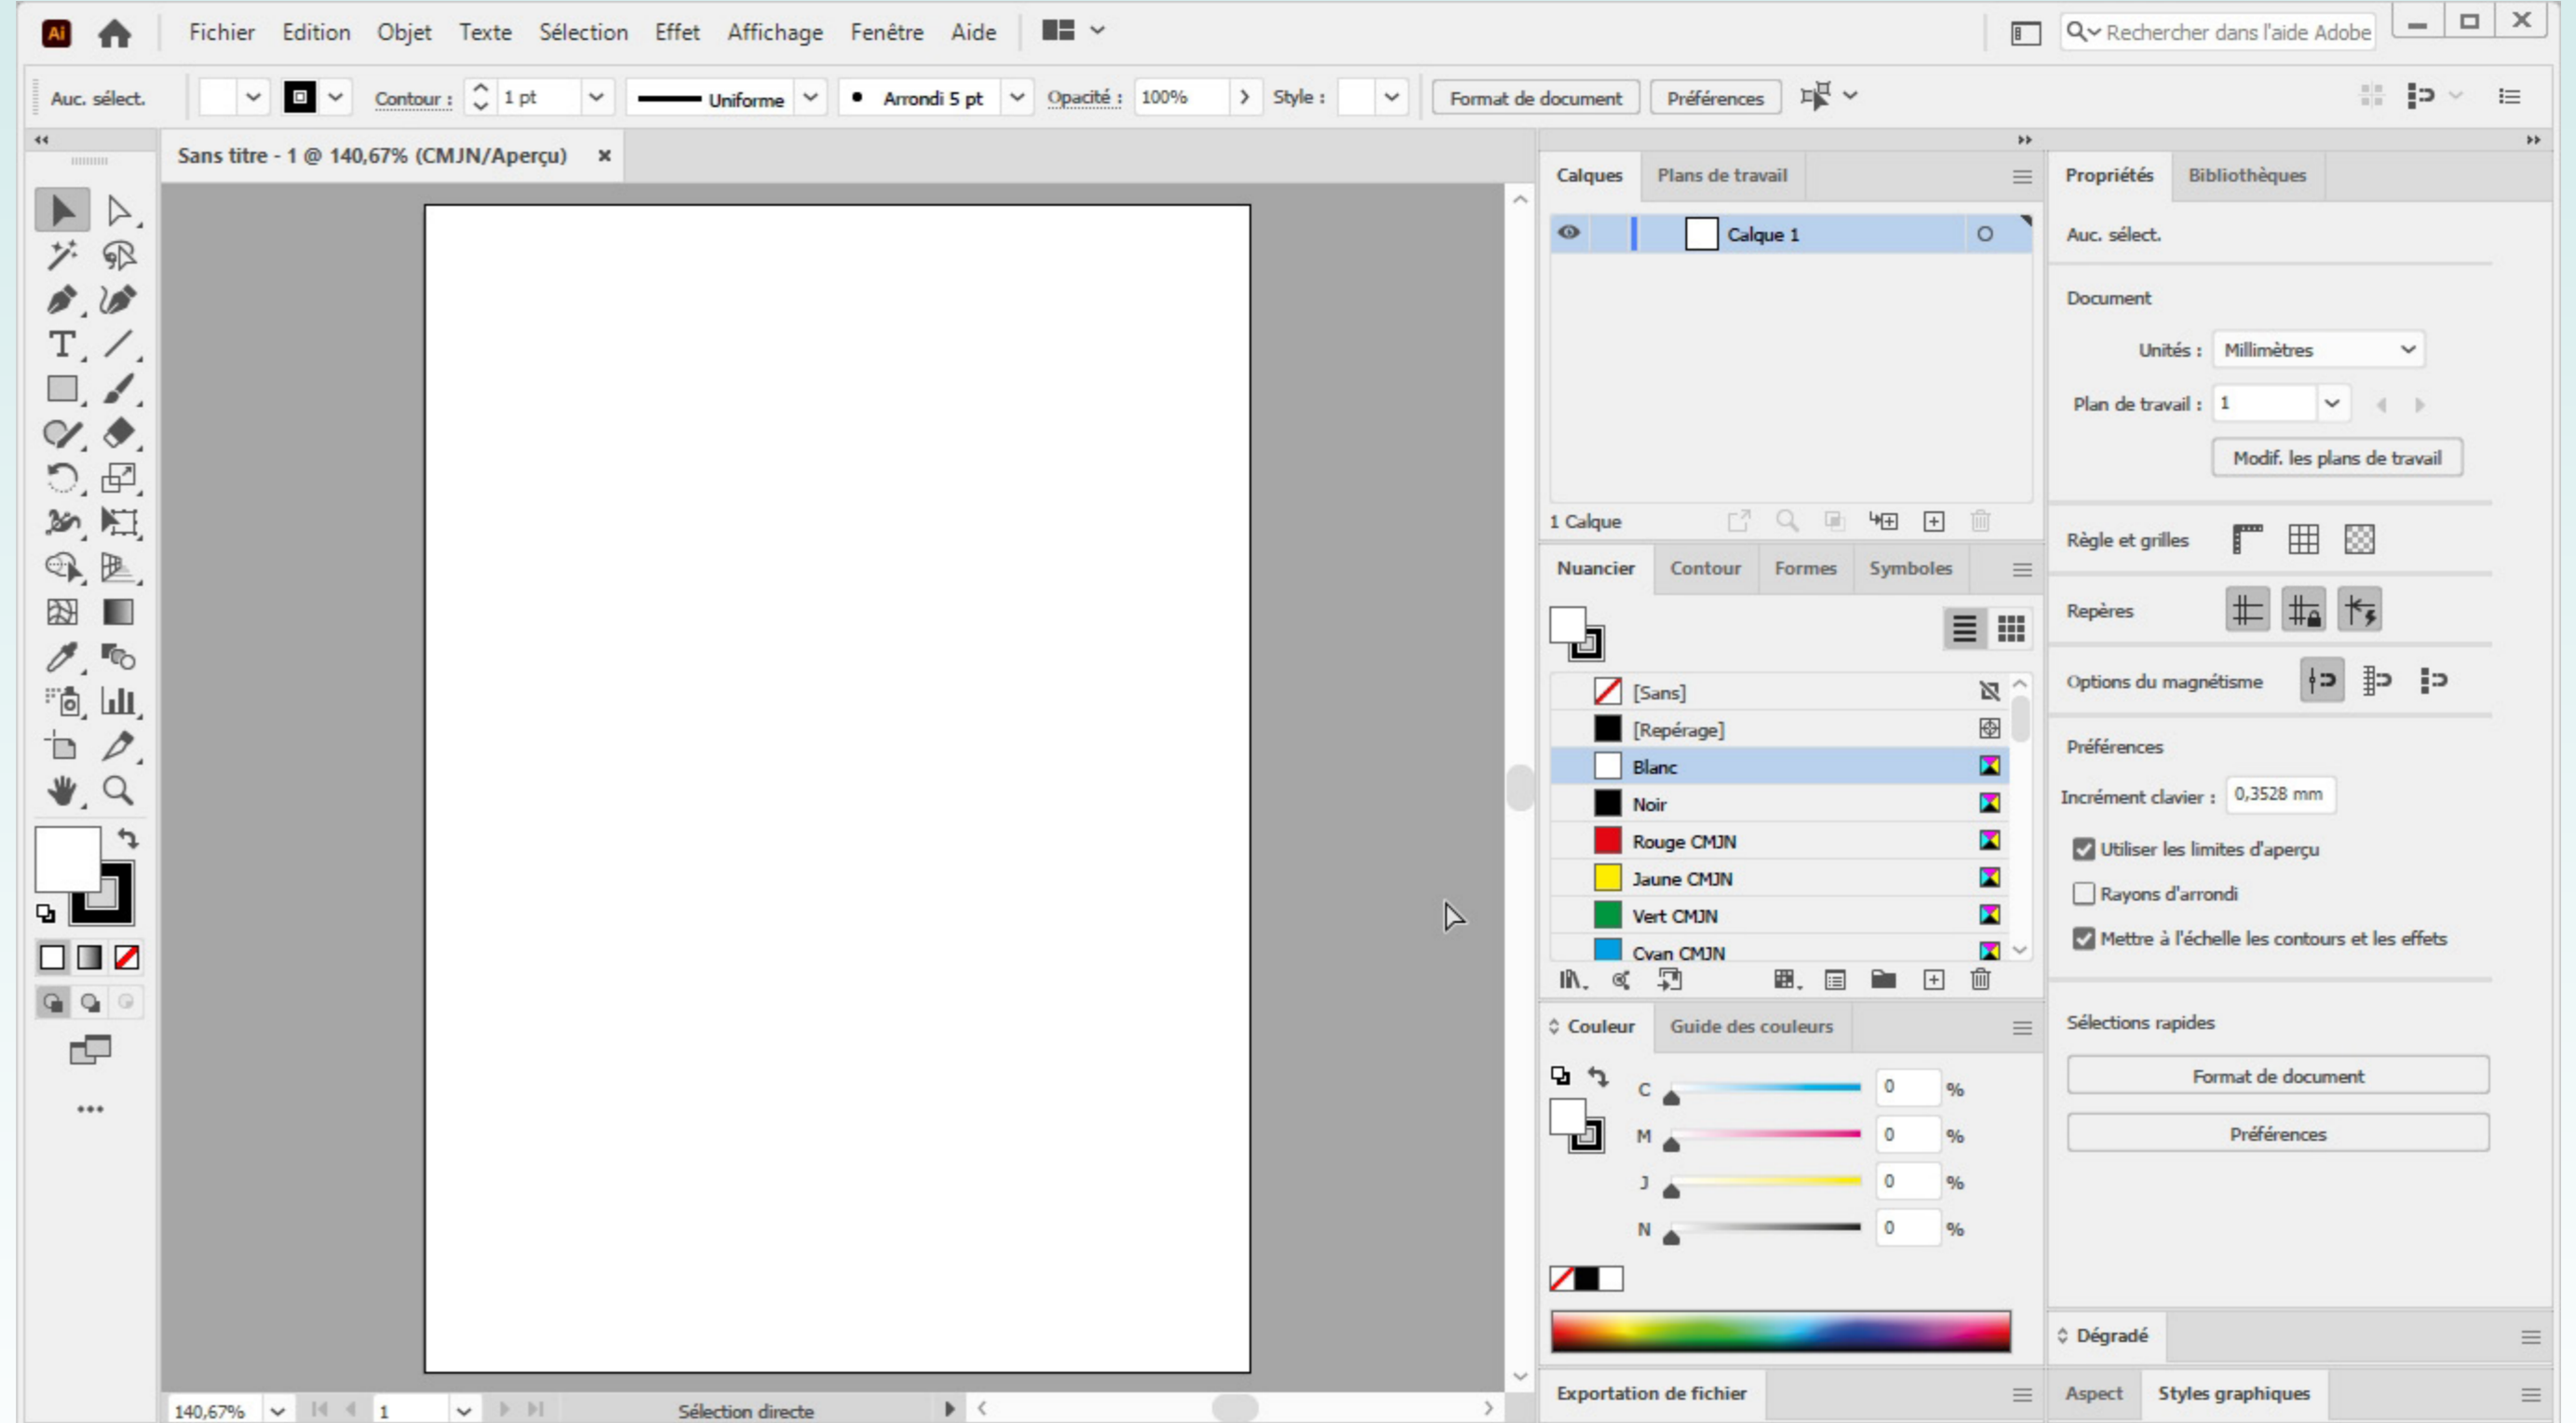 Ai Fichier Edition Objet Texte Sélection Effet Affichage Fenêtre Aide Rechercher dans l'aide Adobe
Auc. sélect. Contour : 1 pt Uniforme Arrondi 5 pt Opacité : 100% Style : Format de document Préférences
Sans titre - 1 @ 140,67% (CMJN/Aperçu)
Calques Plans de travail
Calque 1
1 Calque
Nuancier Contour Formes Symboles
[Sans]
[Repérage]
Blanc
Noir
Rouge CMJN
Jaune CMJN
Vert CMJN
Cyan CMJN
Couleur Guide des couleurs
C 0 %
M 0 %
J 0 %
N 0 %
Exportation de fichier
Propriétés Bibliothèques
Auc. sélect.
Document
Unités : Millimètres
Plan de travail : 1
Modif. les plans de travail
Règle et grilles
Repères
Options du magnétisme
Préférences
Incrément clavier : 0,3528 mm
Utiliser les limites d'aperçu
Rayons d'arrondi
Mettre à l'échelle les contours et les effets
Sélections rapides
Format de document
Préférences
Dégradé
Aspect Styles graphiques
140,67% 1 Sélection directe